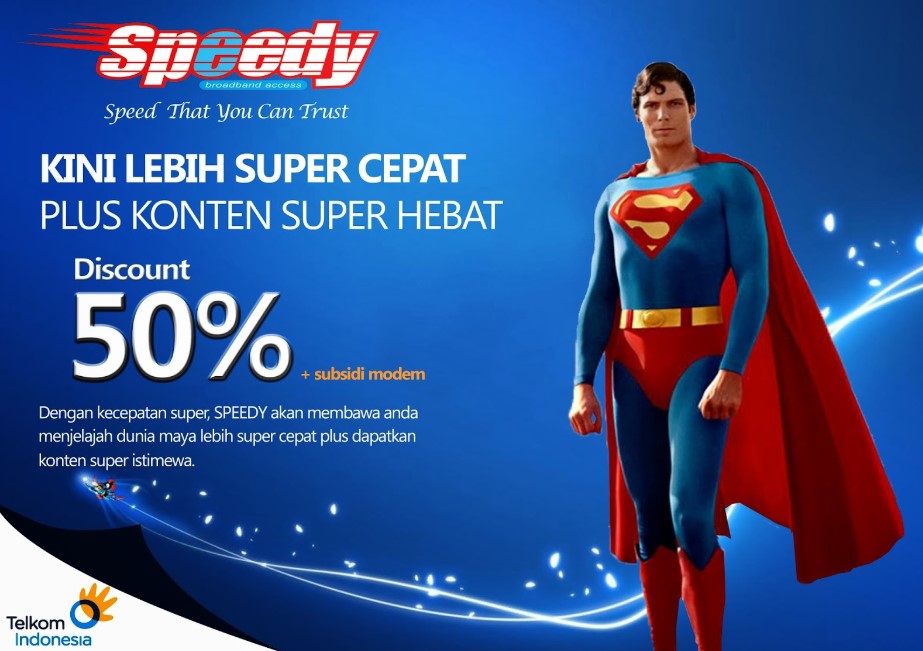 Speedy
broadband access
Speed That You Can Trust
KINI LEBIH SUPER CEPAT
PLUS KONTEN SUPER HEBAT
Discount
50%
+ subsidi modem
Dengan kecepatan super, SPEEDY akan membawa anda
menjelajah dunia maya lebih super cepat plus dapatkan
konten super istimewa.
S
Telkom
Indonesia